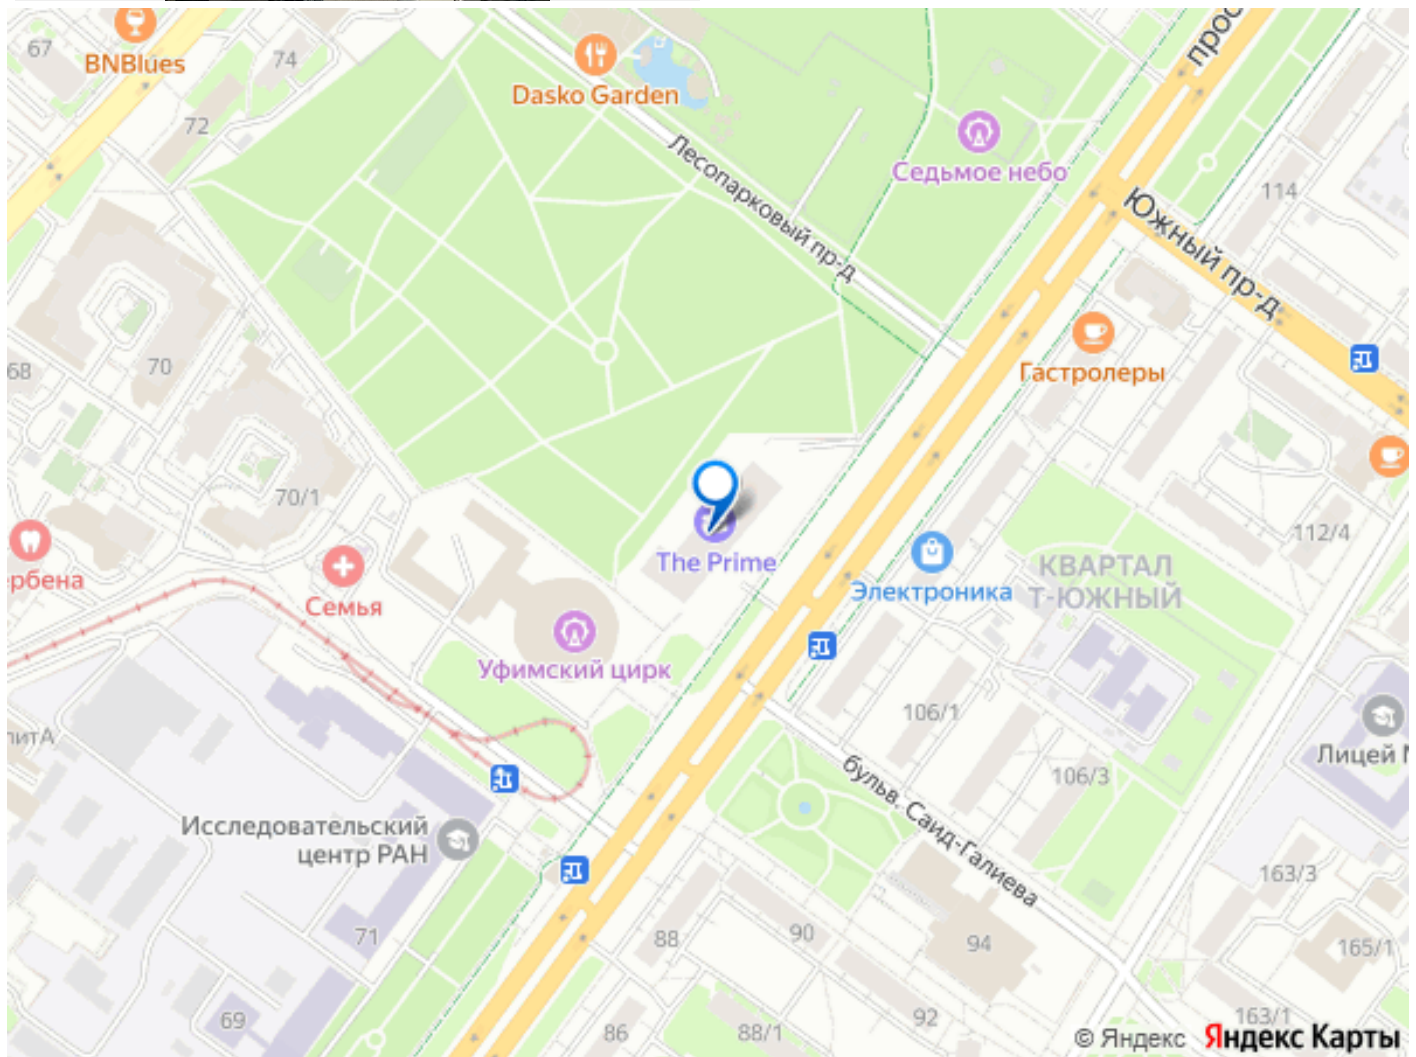 67
BNBlues
74
72
Dasko Garden
Седьмое небо
Лесопарковый пр-д
прос
114
Южный пр-д
Гастролеры
68
70
70/1
112/4
The Prime
Электроника
КВАРТАЛ
Т-ЮЖНЫЙ
рбена
Семья
Уфимский цирк
106/1
106/3
Лицей
питА
бульв. Саид-Галиева
Исследовательский
центр РАН
163/3
71
88
90
94
165/1
69
86
88/1
92
163/1
© Яндекс Яндекс Карты